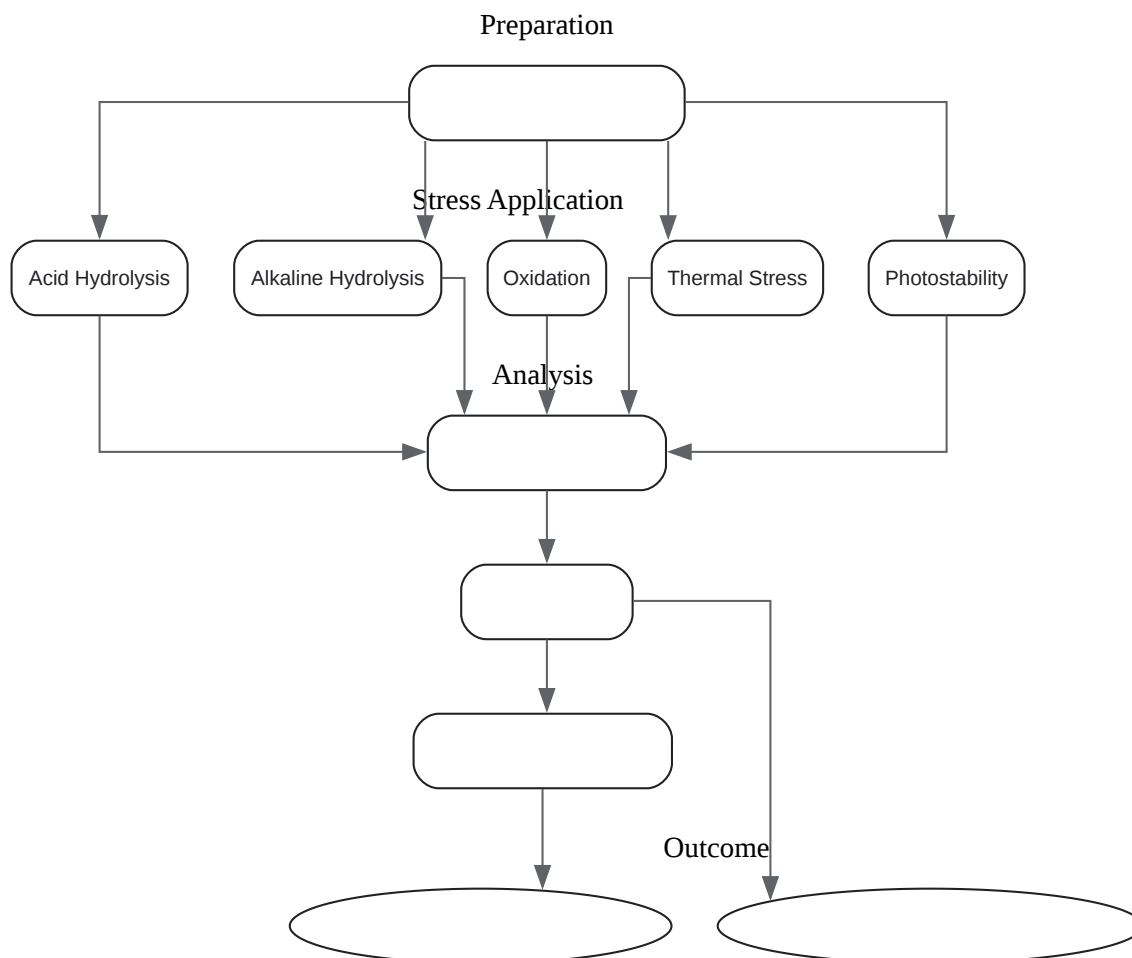 Preparation
Stress Application
Acid Hydrolysis
Alkaline Hydrolysis
Oxidation
Thermal Stress
Photostability
Analysis
Outcome